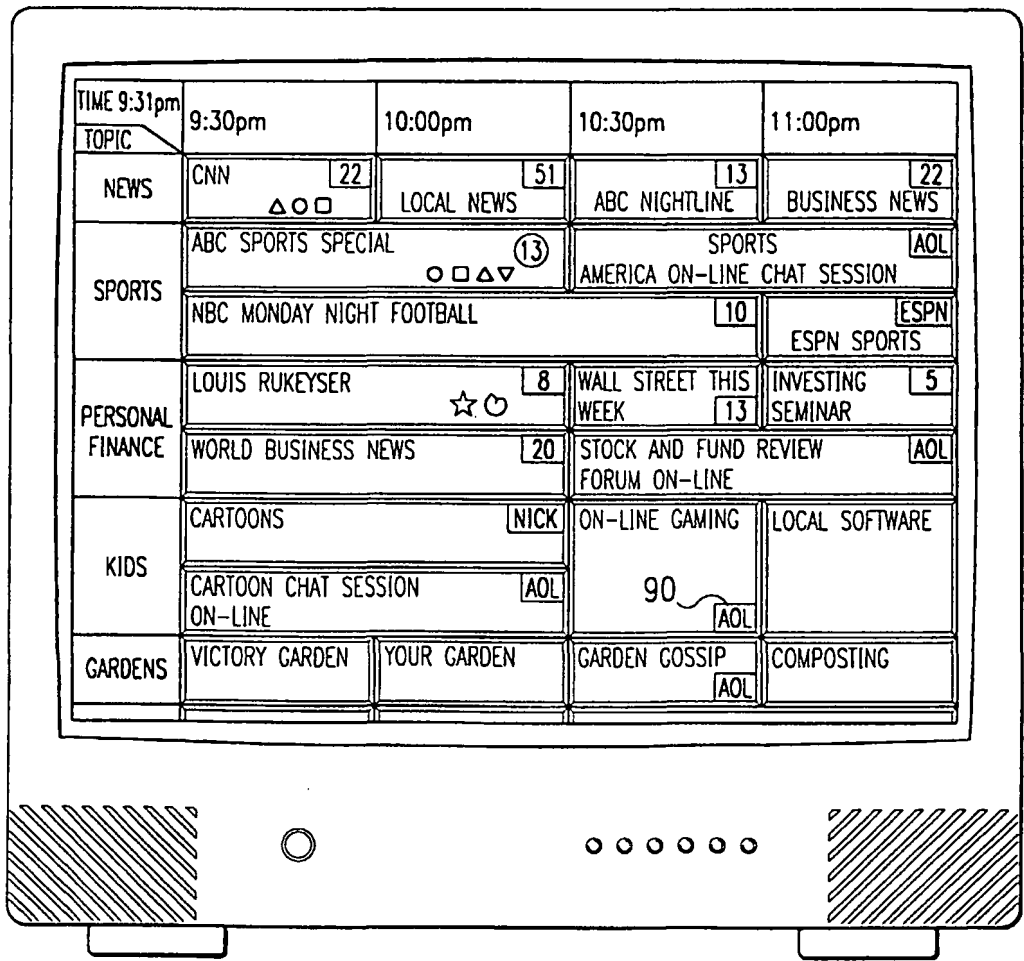 TIME 9:31pm
TOPIC
9:30pm 10:00pm 10:30pm 11:00pm
NEWS
CNN 22
51
LOCAL NEWS
13
ABC NIGHTLINE
22
BUSINESS NEWS
SPORTS
ABC SPORTS SPECIAL 13
SPORTS AOL
AMERICA ON-LINE CHAT SESSION
NBC MONDAY NIGHT FOOTBALL 10
ESPN
ESPN SPORTS
PERSONAL
FINANCE
LOUIS RUKEYSER 8
WALL STREET THIS
WEEK 13
INVESTING 5
SEMINAR
WORLD BUSINESS NEWS 20
STOCK AND FUND REVIEW AOL
FORUM ON-LINE
KIDS
CARTOONS NICK
CARTOON CHAT SESSION AOL
ON-LINE
ON-LINE GAMING
90
AOL
LOCAL SOFTWARE
GARDENS
VICTORY GARDEN
YOUR GARDEN
GARDEN GOSSIP
AOL
COMPOSTING